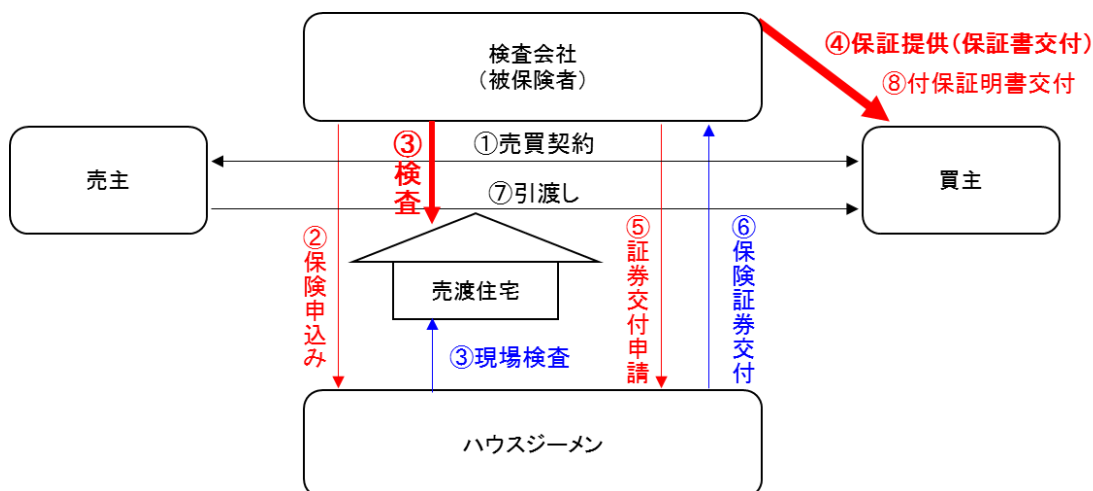 検査会社
（被保険者）
④保証提供（保証書交付）
⑧付保証明書交付
売主
①売買契約
買主
③検査
⑦引渡し
②保険申込み
売渡住宅
⑤証券交付申請
⑥保険証券交付
③現場検査
ハウスジーメン